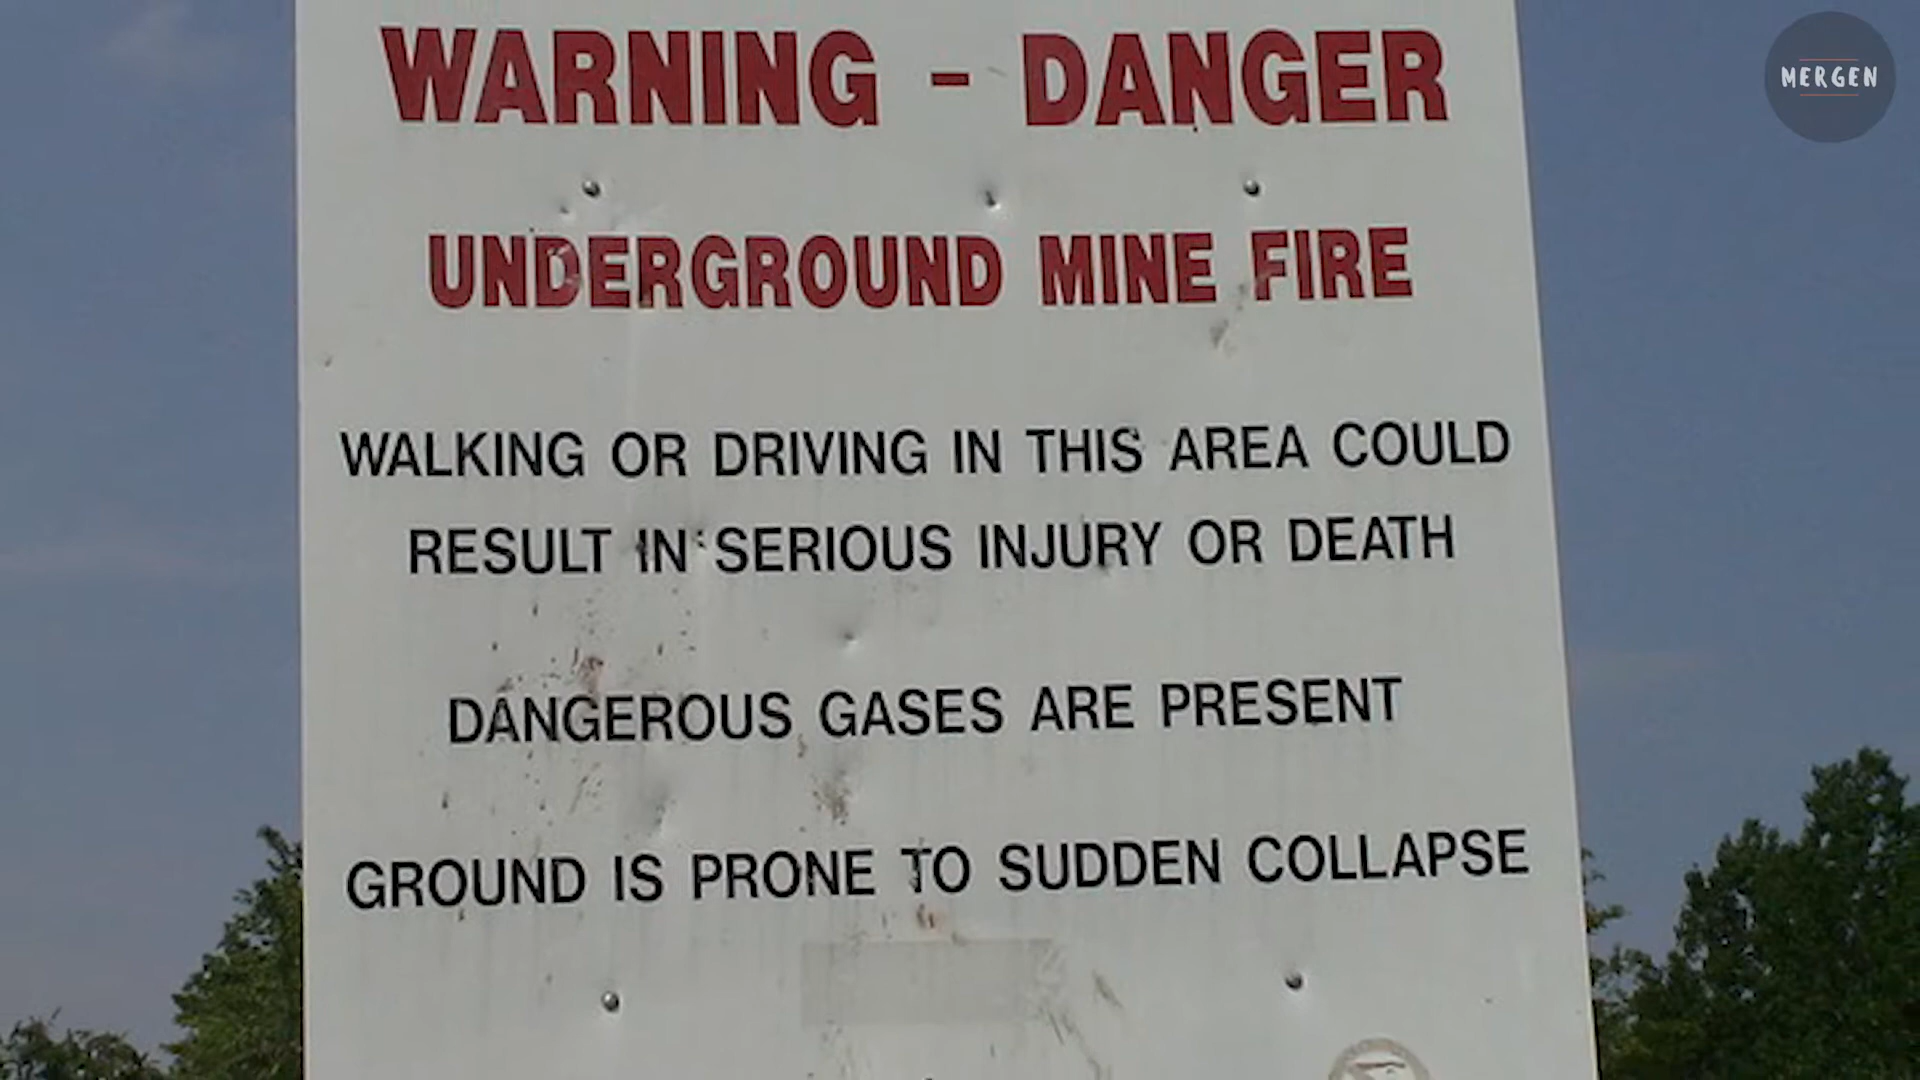 WARNING - DANGER
UNDERGROUND MINE FIRE
WALKING OR DRIVING IN THIS AREA COULD
RESULT IN SERIOUS INJURY OR DEATH
DANGEROUS GASES ARE PRESENT
GROUND IS PRONE TO SUDDEN COLLAPSE
MERGEN